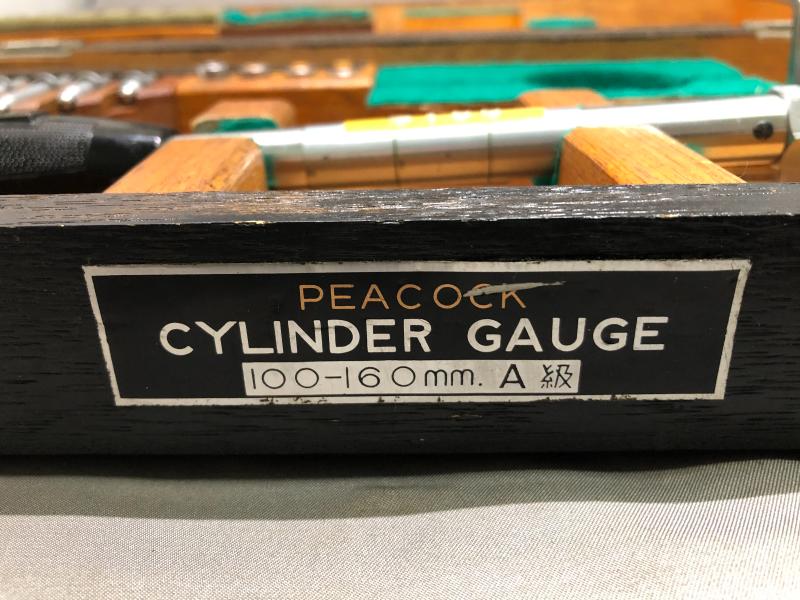 PEACOCK
CYLINDER GAUGE
100-160mm. A 級